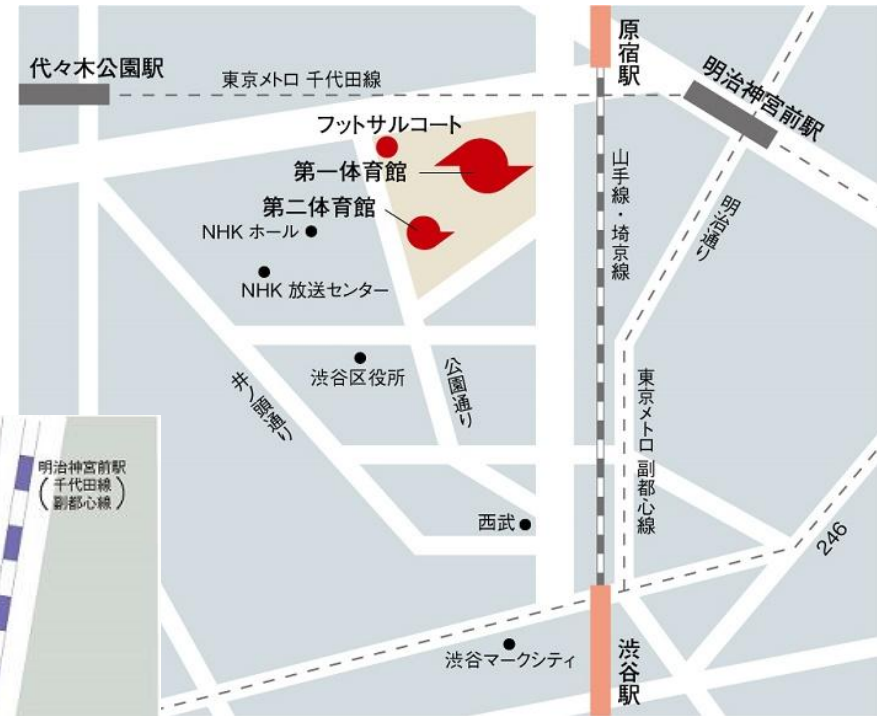 代々木公園駅
東京メトロ 千代田線
原宿駅
明治神宮前駅
フットサルコート
第一体育館
第二体育館
NHK ホール
NHK 放送センター
山手線・埼京線
明治通り
渋谷区役所
公園通り
井ノ頭通り
東京メトロ 副都心線
明治神宮前駅
(千代田線
副都心線)
西武
246
渋谷マークシティ
渋谷駅